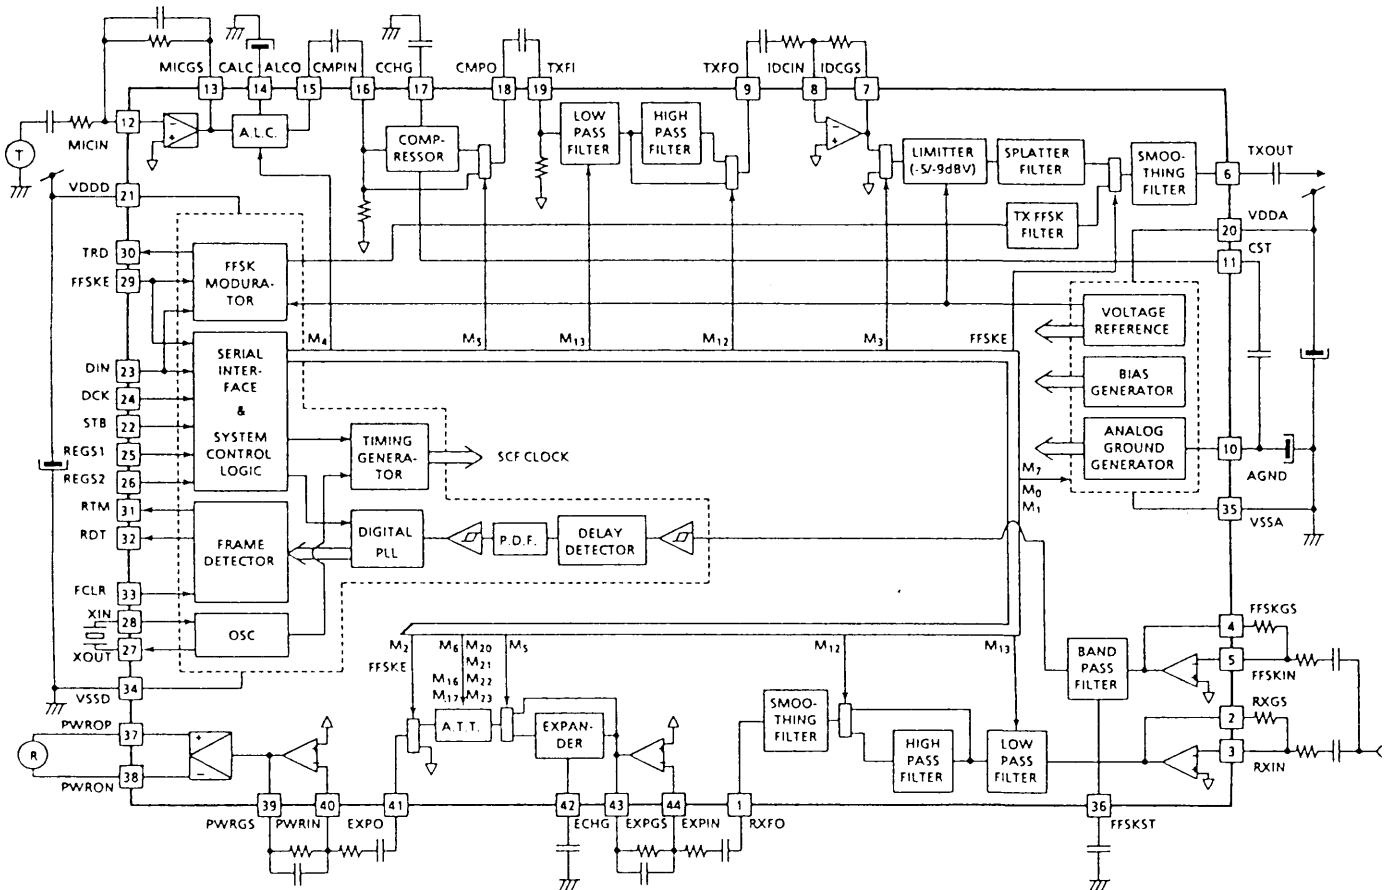 MICGS CALC ALCO CMPIN CCHG CMPO TXFI TXFO IDCIN IDCGS
13 14 15 16 17 18 19 9 8 7
12
MICIN
T
−
+
A.L.C.
COMP-
RESSOR
LOW
PASS
FILTER
HIGH
PASS
FILTER
−
+
LIMITTER
(-5/-9dBV)
SPLATTER
FILTER
SMOO-
THING
FILTER
6
TXOUT
VDDD
21
TX FFSK
FILTER
VDDA
20
CST
11
TRD
30
FFSKE
29
FFSK
MODURA-
TOR
VOLTAGE
REFERENCE
M4 M5 M13 M12 M3 FFSKE
DIN
23
DCK
24
STB
22
REGS1
25
REGS2
26
SERIAL
INTER-
FACE
&
SYSTEM
CONTROL
LOGIC
BIAS
GENERATOR
TIMING
GENERA-
TOR
SCF CLOCK
ANALOG
GROUND
GENERATOR
10
AGND
M7
M0
M1
35
VSSA
RTM
31
RDT
32
FCLR
33
FRAME
DETECTOR
DIGITAL
PLL
P.D.F.
DELAY
DETECTOR
XIN
28
XOUT
27
OSC
FFSKGS
4
5
FFSKIN
BAND
PASS
FILTER
M2
FFSKE
M6 M20
M21
M16 M22
M17 M23
M5
M12
M13
VSSD
34
PWROP
37
R
38
PWRON
+
−
A.T.T.
EXPAN-
DER
SMOO-
THING
FILTER
HIGH
PASS
FILTER
LOW
PASS
FILTER
RXGS
2
3
RXIN
39 40 41 42 43 44 1 36
PWRGS PWRIN EXPO ECHG EXPGS EXPIN RXFO FFSKST